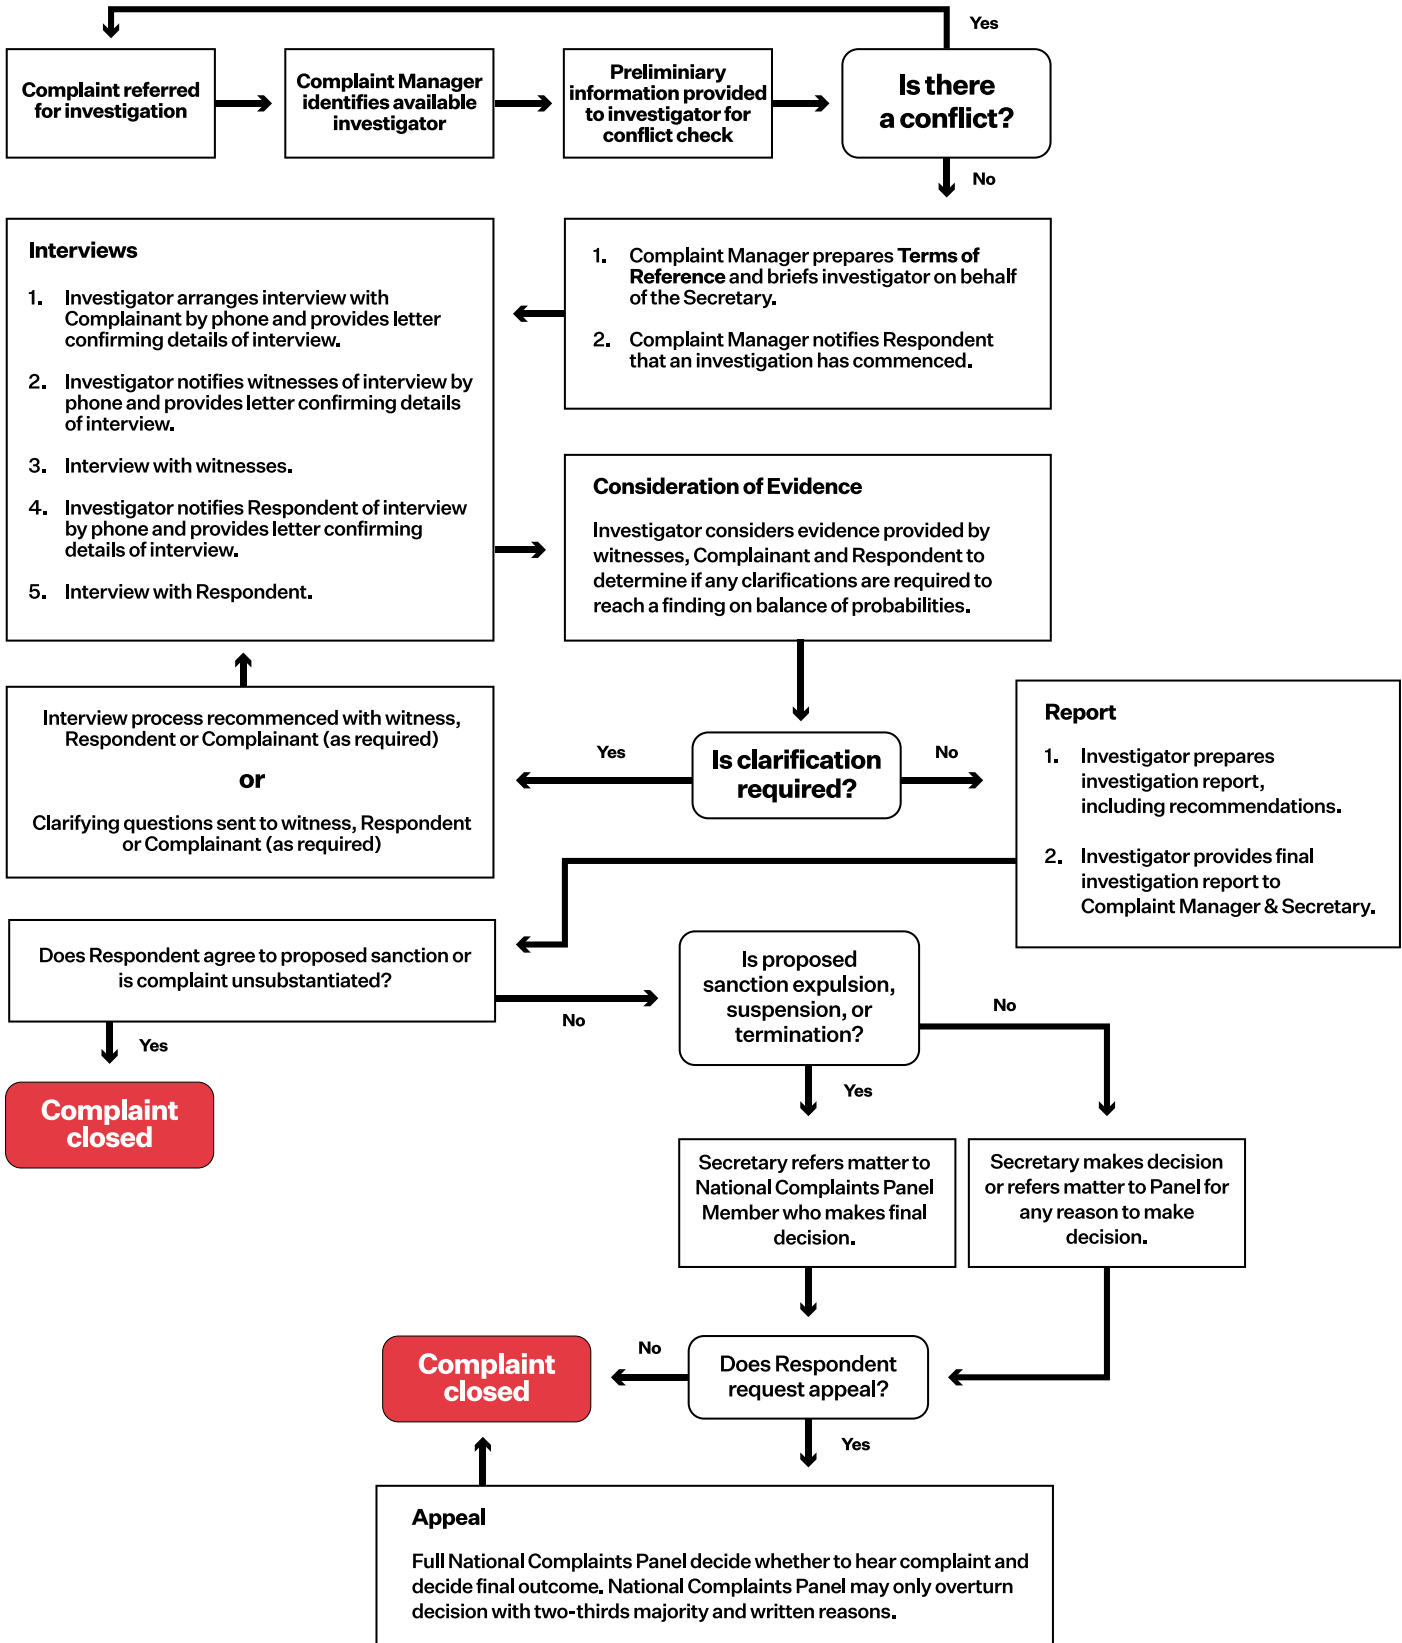 Yes
Complaint referred
for investigation
Complaint Manager
identifies available
investigator
Preliminiary
information provided
to investigator for
conflict check
Is there
a conflict?
No
1. Complaint Manager prepares Terms of
Reference and briefs investigator on behalf
of the Secretary.
2. Complaint Manager notifies Respondent
that an investigation has commenced.
Interviews
1. Investigator arranges interview with
Complainant by phone and provides letter
confirming details of interview.
2. Investigator notifies witnesses of interview by
phone and provides letter confirming details
of interview.
3. Interview with witnesses.
4. Investigator notifies Respondent of interview
by phone and provides letter confirming
details of interview.
5. Interview with Respondent.
Consideration of Evidence
Investigator considers evidence provided by
witnesses, Complainant and Respondent to
determine if any clarifications are required to
reach a finding on balance of probabilities.
Is clarification
required?
Yes
No
Interview process recommenced with witness,
Respondent or Complainant (as required)
or
Clarifying questions sent to witness, Respondent
or Complainant (as required)
Report
1. Investigator prepares
investigation report,
including recommendations.
2. Investigator provides final
investigation report to
Complaint Manager & Secretary.
Does Respondent agree to proposed sanction or
is complaint unsubstantiated?
Yes
No
Complaint
closed
Is proposed
sanction expulsion,
suspension, or
termination?
No
Yes
Secretary refers matter to
National Complaints Panel
Member who makes final
decision.
Secretary makes decision
or refers matter to Panel for
any reason to make
decision.
Does Respondent
request appeal?
No
Yes
Complaint
closed
Appeal
Full National Complaints Panel decide whether to hear complaint and
decide final outcome. National Complaints Panel may only overturn
decision with two-thirds majority and written reasons.